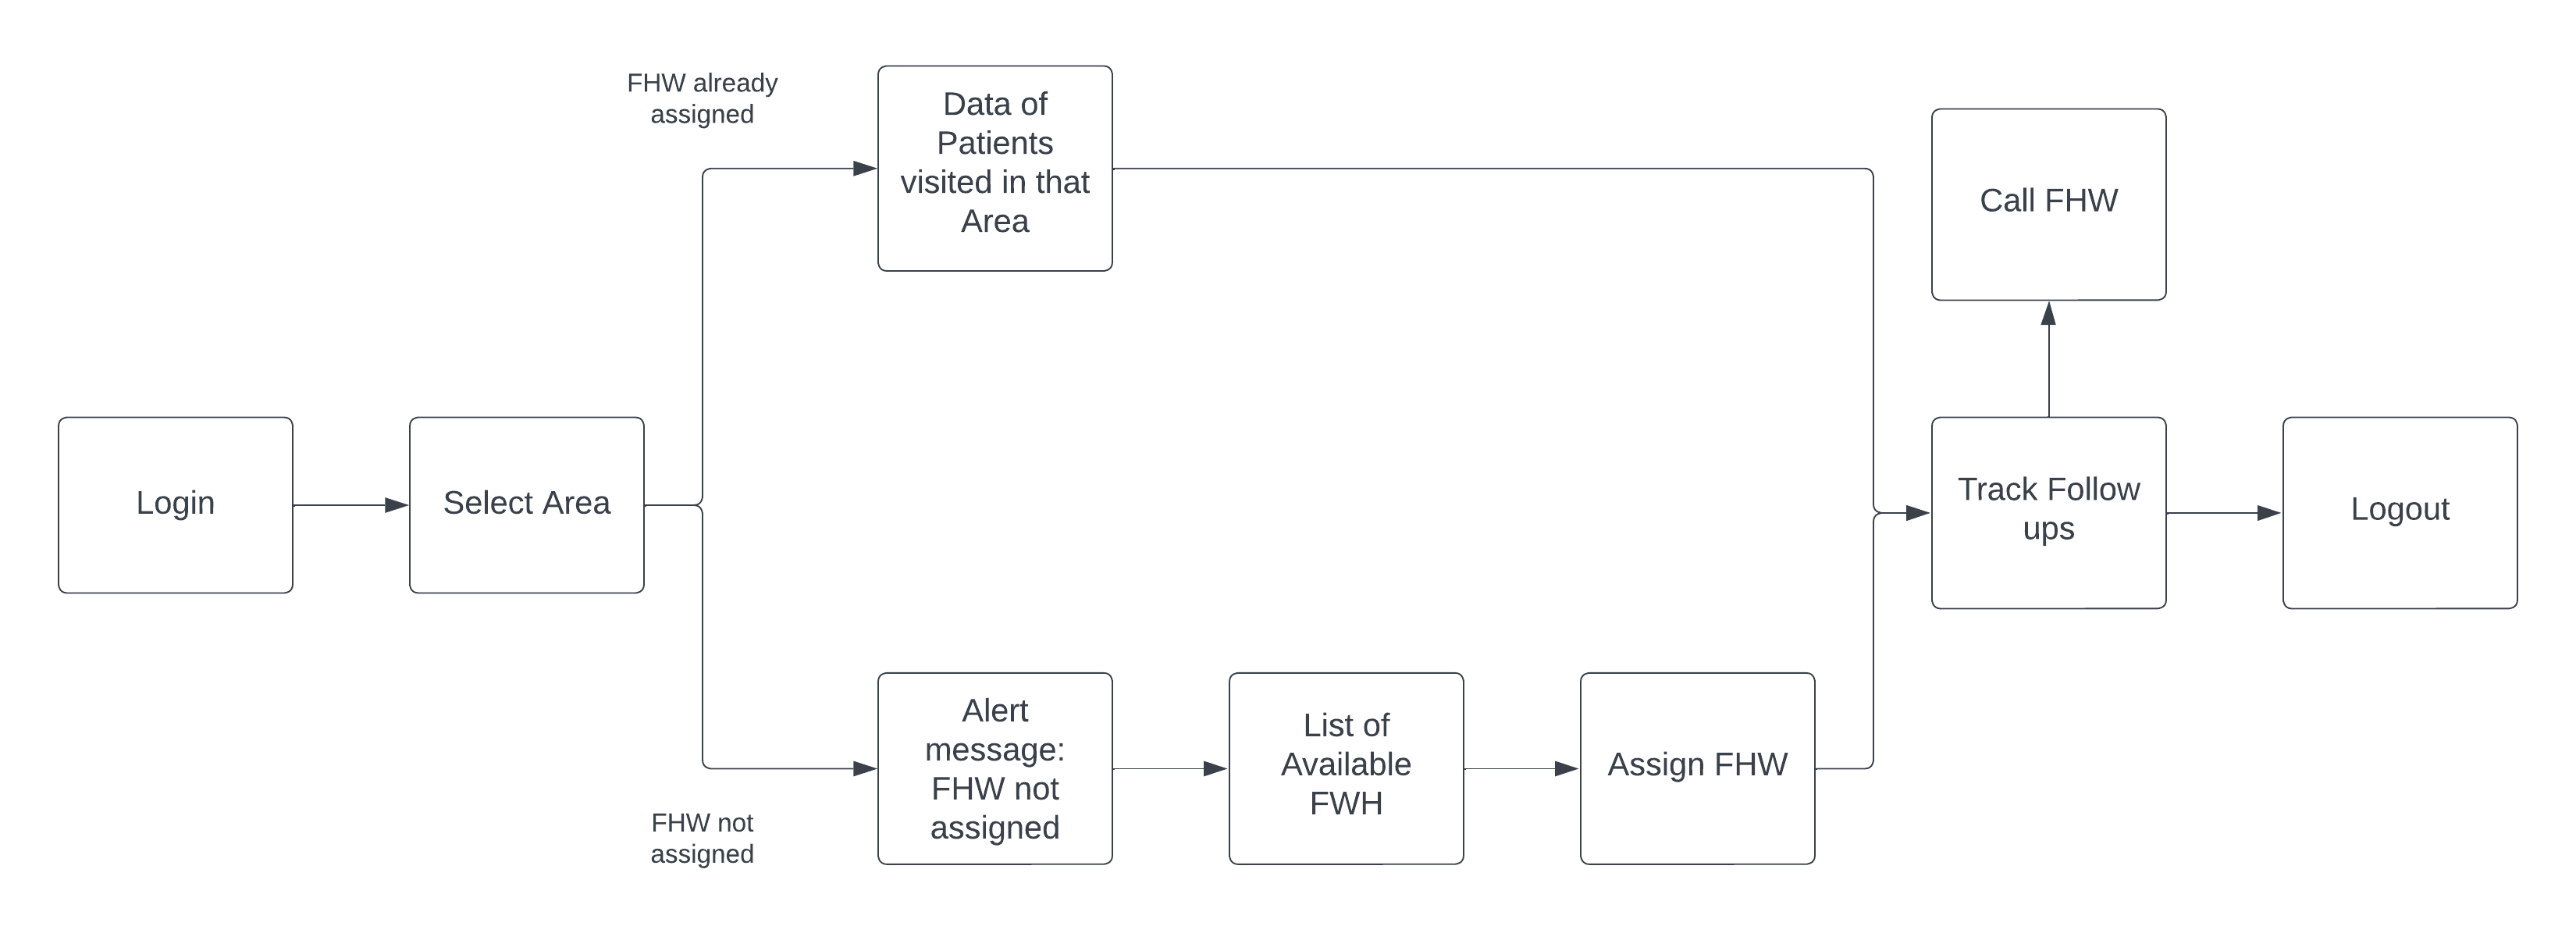 FHW already
assigned
Data of
Patients
visited in that
Area
Call FHW
Login
Select Area
Track Follow
ups
Logout
Alert
message:
FHW not
assigned
List of
Available
FWH
Assign FHW
FHW not
assigned